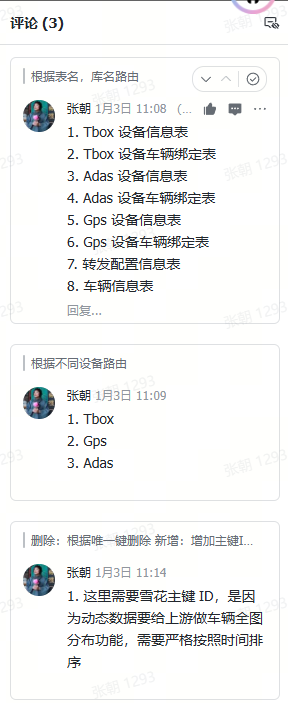 评论 (3)
根据表名，库名路由
张朝 1月3日 11:08 (...
1. Tbox 设备信息表
2. Tbox 设备车辆绑定表
3. Adas 设备信息表
4. Adas 设备车辆绑定表
5. Gps 设备信息表
6. Gps 设备车辆绑定表
7. 转发配置信息表
8. 车辆信息表
回复...
根据不同设备路由
张朝 1月3日 11:09
1. Tbox
2. Gps
3. Adas
删除：根据唯一键删除 新增：增加主键I...
张朝 1月3日 11:14
1. 这里需要雪花主键 ID，是因
为动态数据要给上游做车辆全图
分布功能，需要严格按照时间排
序
张朝 1293